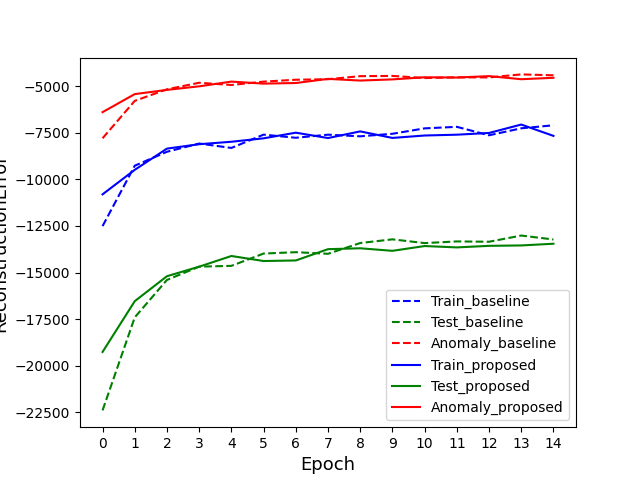 −5000
−7500
−10000
−12500
−15000
−17500
−20000
−22500
0 1 2 3 4 5 6 7 8 9 10 11 12 13 14
Epoch
Train_baseline
Test_baseline
Anomaly_baseline
Train_proposed
Test_proposed
Anomaly_proposed